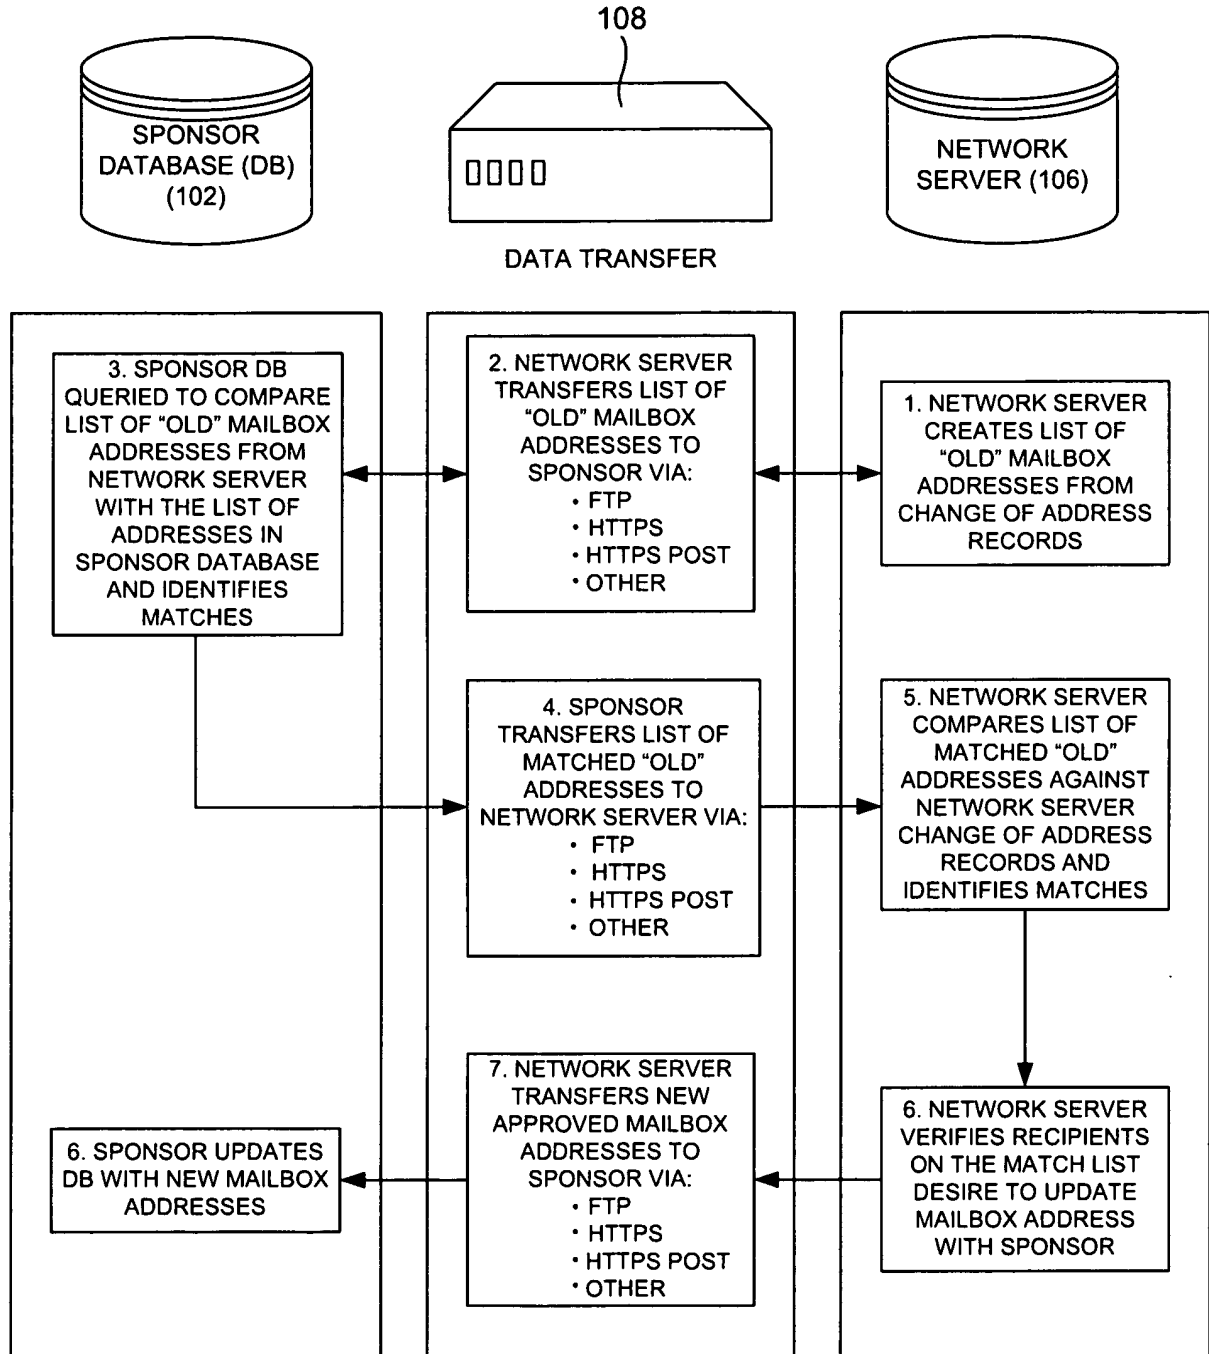 108
SPONSOR
DATABASE (DB)
(102)
DATA TRANSFER
NETWORK
SERVER (106)
3. SPONSOR DB
QUERIED TO COMPARE
LIST OF “OLD” MAILBOX
ADDRESSES FROM
NETWORK SERVER
WITH THE LIST OF
ADDRESSES IN
SPONSOR DATABASE
AND IDENTIFIES
MATCHES
2. NETWORK SERVER
TRANSFERS LIST OF
“OLD” MAILBOX
ADDRESSES TO
SPONSOR VIA:
• FTP
• HTTPS
• HTTPS POST
• OTHER
1. NETWORK SERVER
CREATES LIST OF
“OLD” MAILBOX
ADDRESSES FROM
CHANGE OF ADDRESS
RECORDS
4. SPONSOR
TRANSFERS LIST OF
MATCHED “OLD”
ADDRESSES TO
NETWORK SERVER VIA:
• FTP
• HTTPS
• HTTPS POST
• OTHER
5. NETWORK SERVER
COMPARES LIST OF
MATCHED “OLD”
ADDRESSES AGAINST
NETWORK SERVER
CHANGE OF ADDRESS
RECORDS AND
IDENTIFIES MATCHES
6. SPONSOR UPDATES
DB WITH NEW MAILBOX
ADDRESSES
7. NETWORK SERVER
TRANSFERS NEW
APPROVED MAILBOX
ADDRESSES TO
SPONSOR VIA:
• FTP
• HTTPS
• HTTPS POST
• OTHER
6. NETWORK SERVER
VERIFIES RECIPIENTS
ON THE MATCH LIST
DESIRE TO UPDATE
MAILBOX ADDRESS
WITH SPONSOR